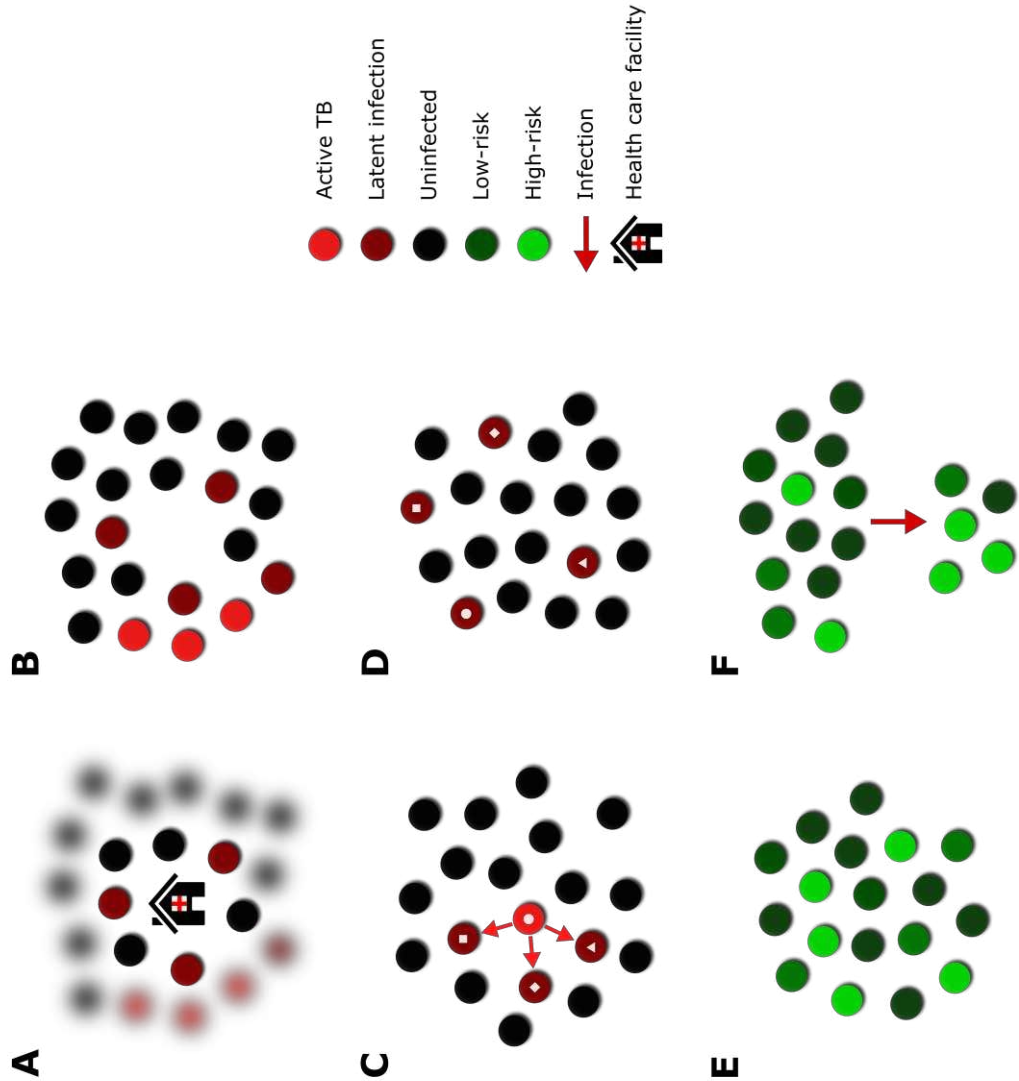 A
B
C
D
E
F
Active TB
Latent infection
Uninfected
Low-risk
High-risk
Infection
Health care facility